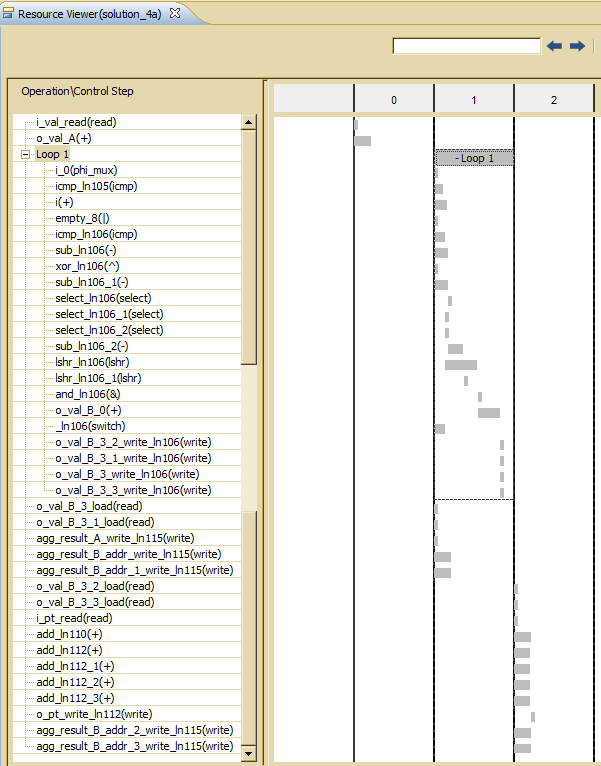 Resource Viewer(solution_4a)
Operation\Control Step
0 1 2
i_val_read(read)
o_val_A(+)
Loop 1
- Loop 1
i_0(phi_mux)
icmp_ln105(icmp)
i(+)
empty_8(|)
icmp_ln106(icmp)
sub_ln106(-)
xor_ln106(^)
sub_ln106_1(-)
select_ln106(select)
select_ln106_1(select)
select_ln106_2(select)
sub_ln106_2(-)
lshr_ln106(lshr)
lshr_ln106_1(lshr)
and_ln106(&)
o_val_B_0(+)
_ln106(switch)
o_val_B_3_2_write_ln106(write)
o_val_B_3_1_write_ln106(write)
o_val_B_3_write_ln106(write)
o_val_B_3_3_write_ln106(write)
o_val_B_3_load(read)
o_val_B_3_1_load(read)
agg_result_A_write_ln115(write)
agg_result_B_addr_write_ln115(write)
agg_result_B_addr_1_write_ln115(write)
o_val_B_3_2_load(read)
o_val_B_3_3_load(read)
i_pt_read(read)
add_ln110(+)
add_ln112(+)
add_ln112_1(+)
add_ln112_2(+)
add_ln112_3(+)
o_pt_write_ln112(write)
agg_result_B_addr_2_write_ln115(write)
agg_result_B_addr_3_write_ln115(write)